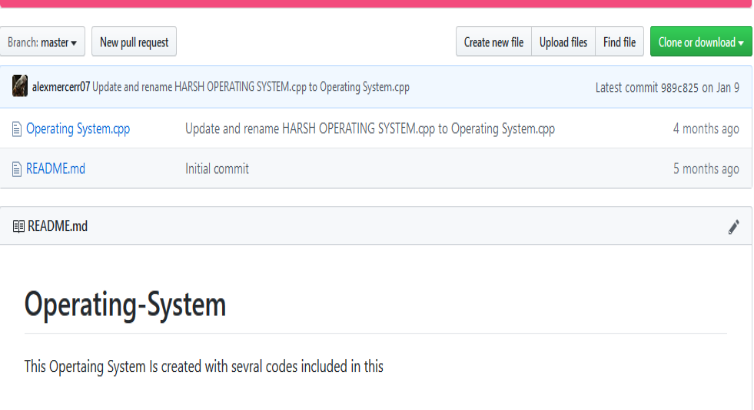 Branch: master New pull request Create new file Upload files Find file Clone or download
alexmercerr07 Update and rename HARSH OPERATING SYSTEM.cpp to Operating System.cpp Latest commit 989c825 on Jan 9
Operating System.cpp Update and rename HARSH OPERATING SYSTEM.cpp to Operating System.cpp 4 months ago
README.md Initial commit 5 months ago
README.md
Operating-System
This Opertaing System Is created with sevral codes included in this